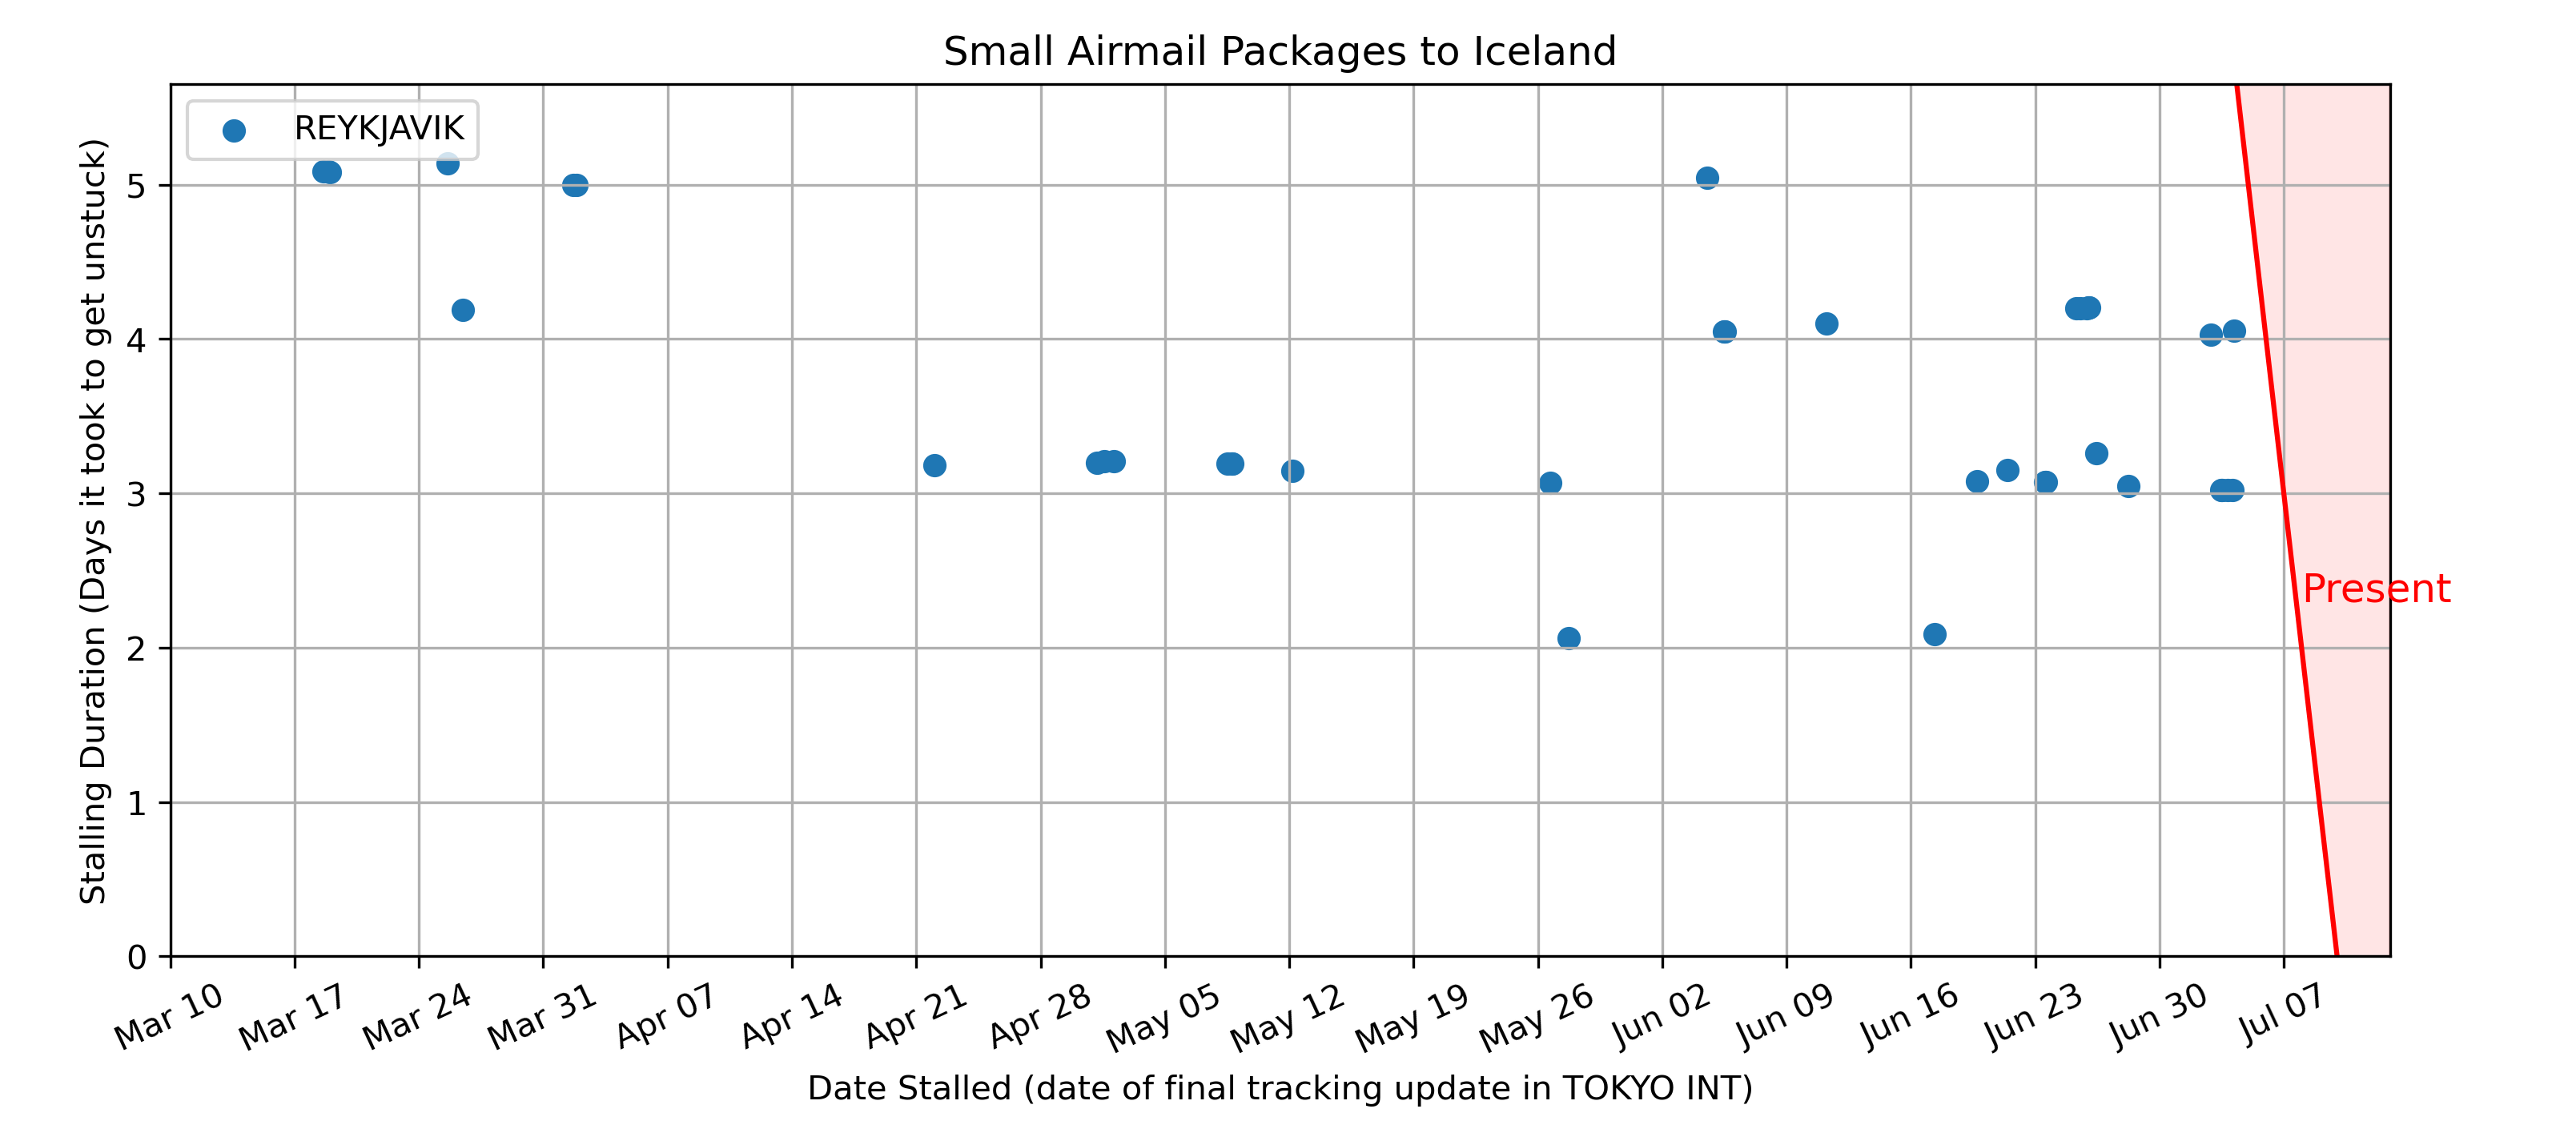 Small Airmail Packages to Iceland
REYKJAVIK
Stalling Duration (Days it took to get unstuck)
5
4
3
2
1
0
Present
Mar 10
Mar 17
Mar 24
Mar 31
Apr 07
Apr 14
Apr 21
Apr 28
May 05
May 12
May 19
May 26
Jun 02
Jun 09
Jun 16
Jun 23
Jun 30
Jul 07
Date Stalled (date of final tracking update in TOKYO INT)